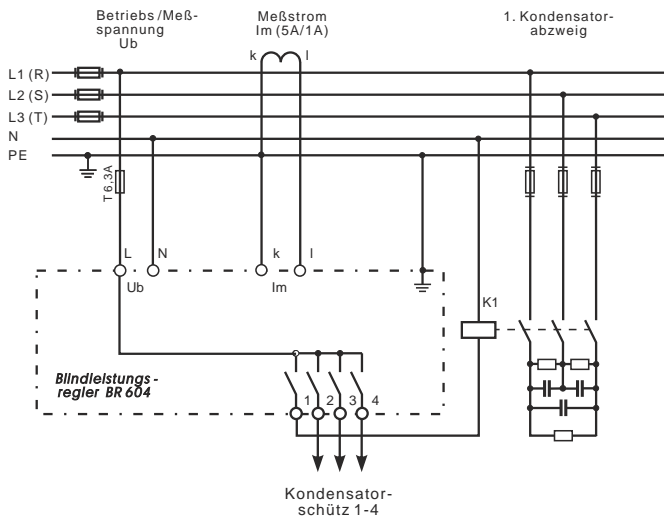 Betriebs/Meß-
spannung
Ub
Meßstrom
Im (5A/1A)
1. Kondensator-
abzweig
k
l
L1 (R)
L2 (S)
L3 (T)
N
PE
T 6,3A
L
N
k
l
Ub
Im
K1
Blindleistungs-
regler BR 604
1
2
3
4
Kondensator-
schütz 1-4